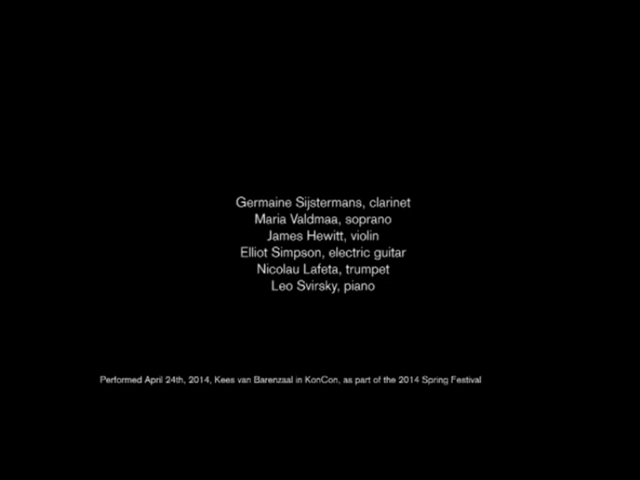 Germaine Sijstermans, clarinet
Maria Valdmaa, soprano
James Hewitt, violin
Elliot Simpson, electric guitar
Nicolau Lafeta, trumpet
Leo Svirsky, piano
Performed April 24th, 2014, Kees van Barenzaal in KonCon, as part of the 2014 Spring Festival